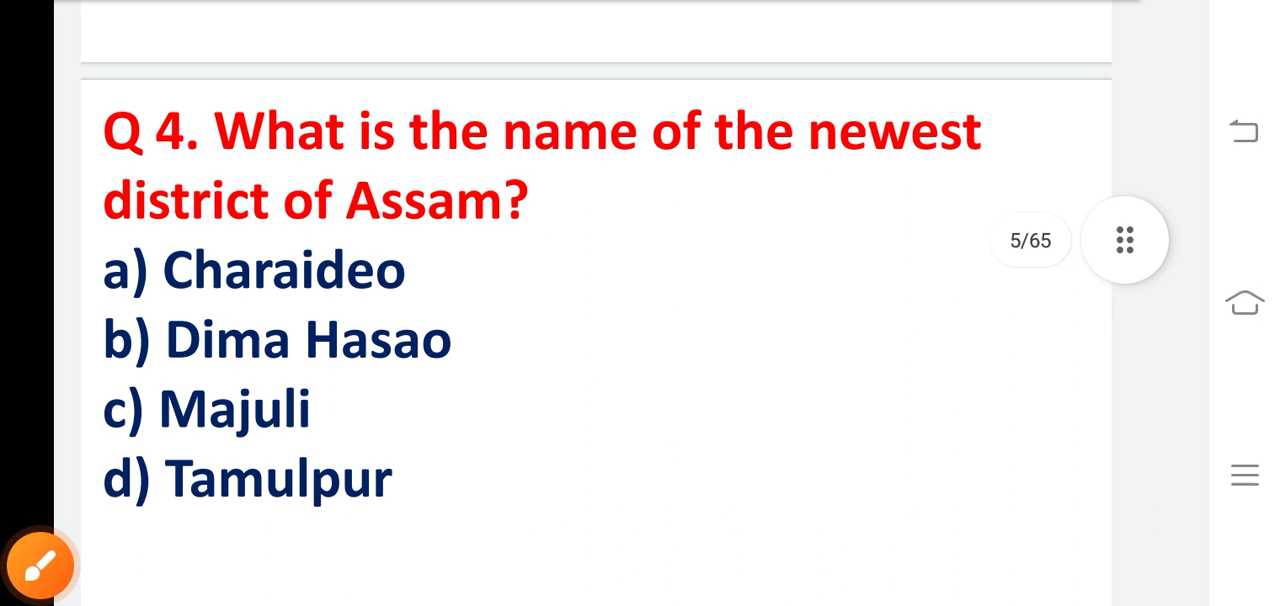 Q 4. What is the name of the newest
district of Assam?
a) Charaideo
b) Dima Hasao
c) Majuli
d) Tamulpur
5/65